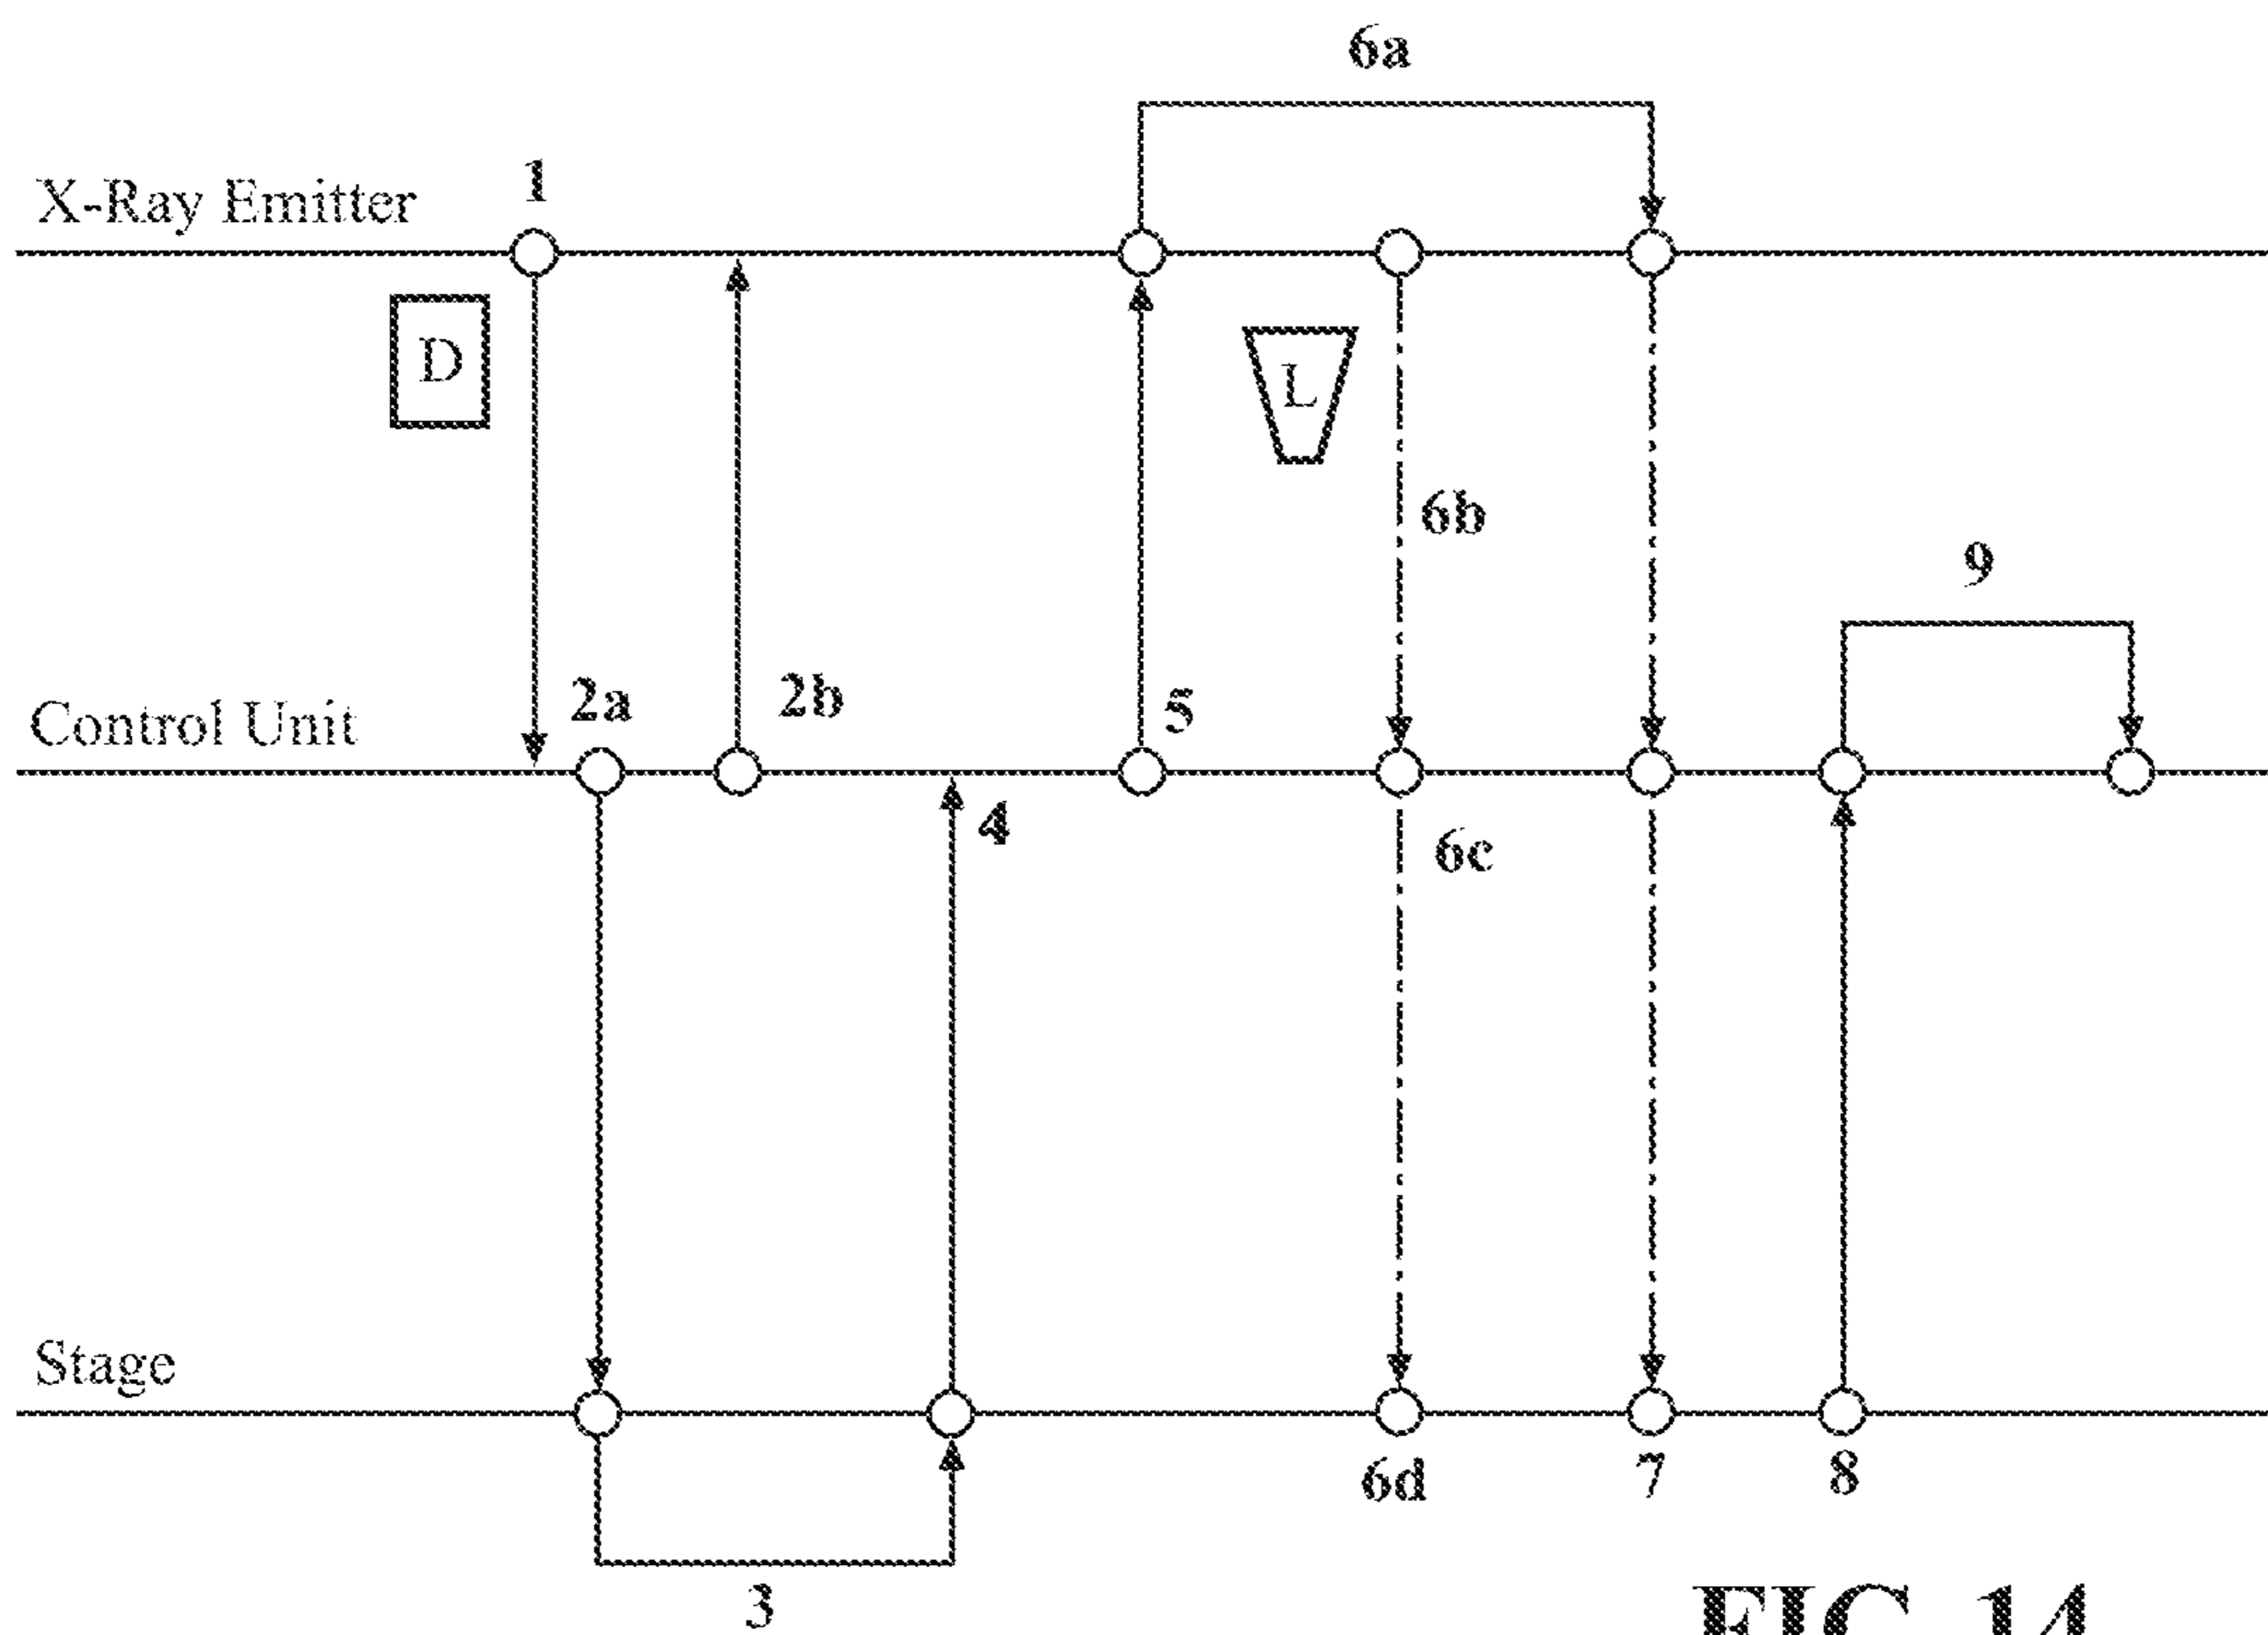 6a
1
X-Ray Emitter
D
L
6b
9
2a
2b
5
Control Unit
4
6c
Stage
6d
7
8
3
FIG. 14